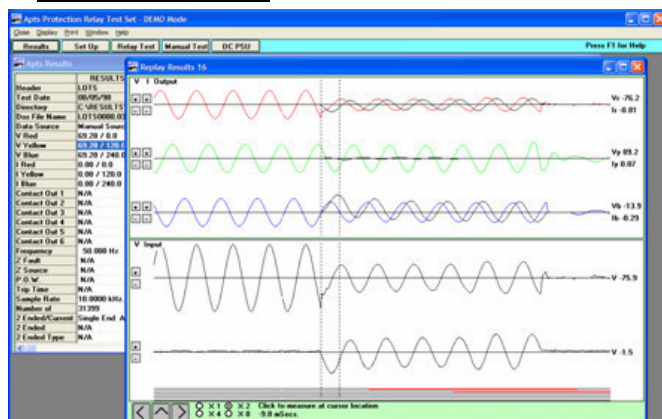 Apts Protection Relay Test Set - DEMO Mode
Close Display Print Window Help
Results Set Up Relay Test Manual Test DC PSU Press F1 for Help
Apts Results
RESULTS
Header LOTS
Test Date 08/05/98
Directory C:\RESULTS\
Dos File Name LOTS0000.03
Data Source Manual Sourc
V Red 69.28 / 0.0
V Yellow 69.28 / 120.0
V Blue 69.28 / 240.0
I Red 0.00 / 0.0
I Yellow 0.00 / 120.0
I Blue 0.00 / 240.0
Contact Out 1 N/A
Contact Out 2 N/A
Contact Out 3 N/A
Contact Out 4 N/A
Contact Out 5 N/A
Contact Out 6 N/A
Frequency 50.000 Hz
Z Fault N/A
Z Source N/A
P.O.W. N/A
Trip Time N/A
Sample Rate 10.0000 kHz.
Number of 31399
2 Ended/Current Single End A
2 Ended N/A
2 Ended Type N/A
Replay Results 16
V I Output
Vr -76.2
Ir -0.01
Vy 89.2
Iy 0.07
Vb -13.9
Ib -0.29
V Input
V -75.9
V -1.5
X 1 X 2 Click to measure at cursor location.
X 4 X 8 -9.8 mSecs.